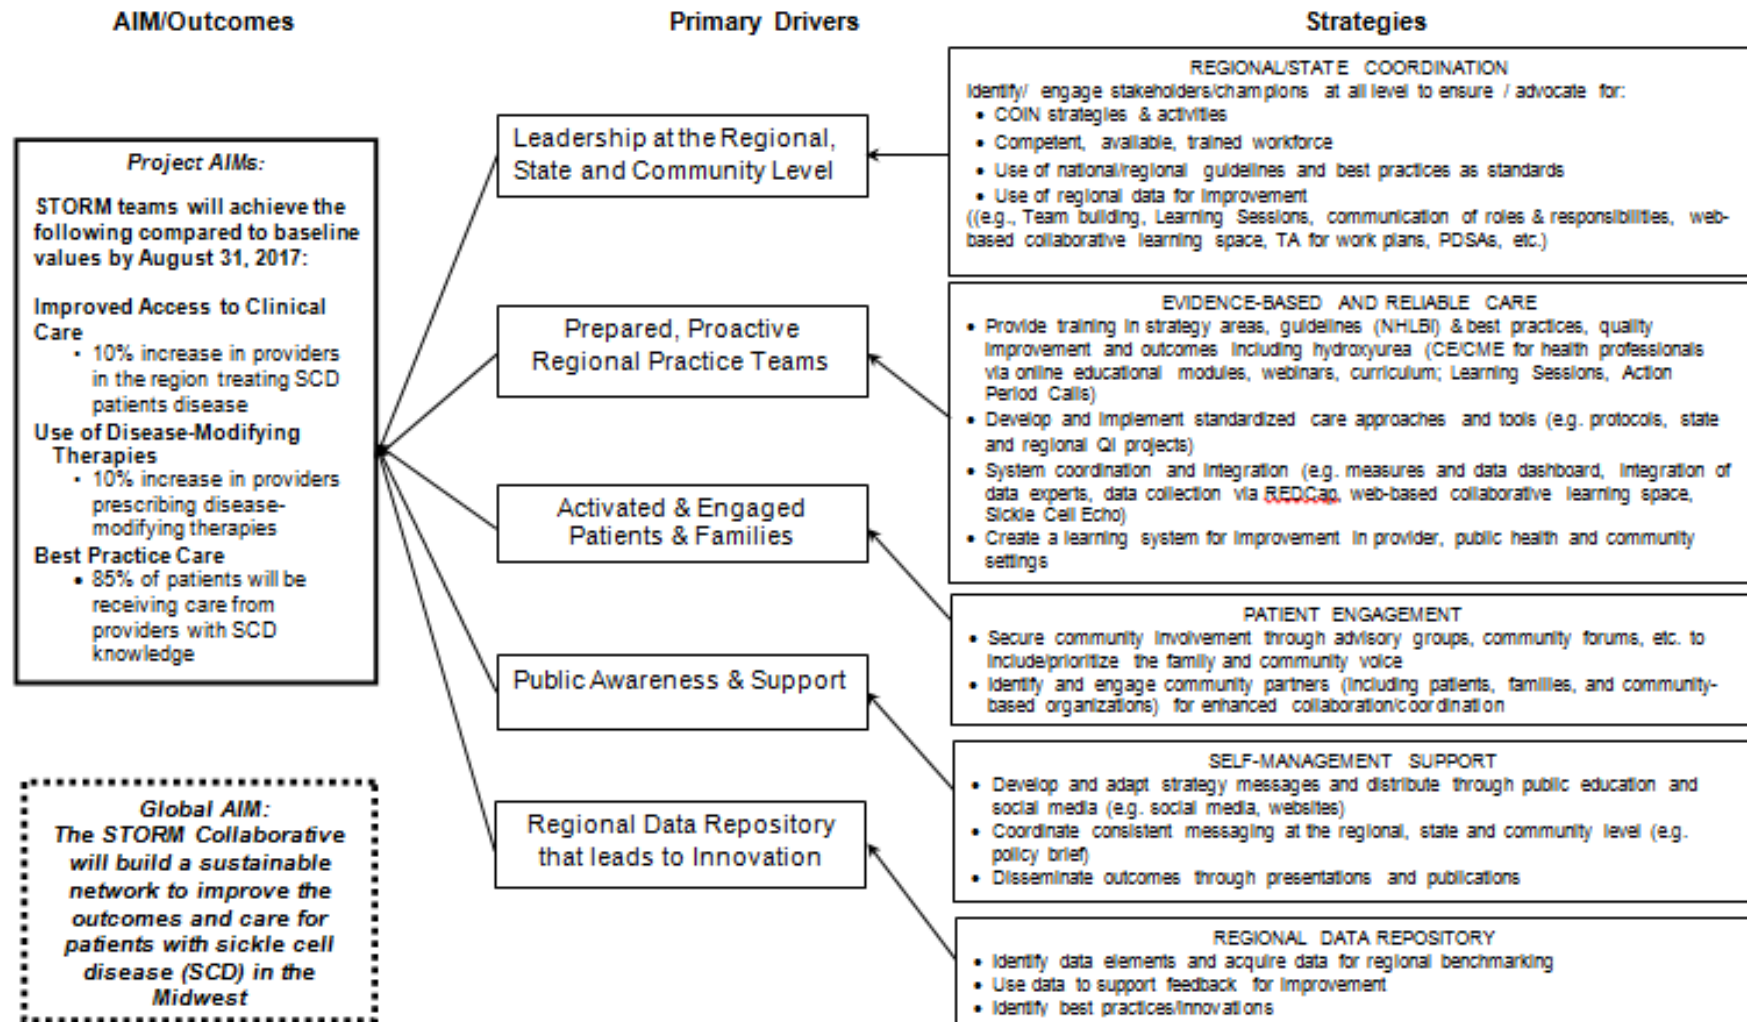 AIM/Outcomes
Primary Drivers
Strategies
Project AIMs:
STORM teams will achieve the
following compared to baseline
values by August 31, 2017:
Improved Access to Clinical
Care
• 10% increase in providers
in the region treating SCD
patients disease
Use of Disease-Modifying
Therapies
• 10% increase in providers
prescribing disease-
modifying therapies
Best Practice Care
• 85% of patients will be
receiving care from
providers with SCD
knowledge
Global AIM:
The STORM Collaborative
will build a sustainable
network to improve the
outcomes and care for
patients with sickle cell
disease (SCD) in the
Midwest
Leadership at the Regional,
State and Community Level
Prepared, Proactive
Regional Practice Teams
Activated & Engaged
Patients & Families
Public Awareness & Support
Regional Data Repository
that leads to Innovation
REGIONAL/STATE COORDINATION
Identify/ engage stakeholders/champions at all level to ensure / advocate for:
• COIN strategies & activities
• Competent, available, trained workforce
• Use of national/regional guidelines and best practices as standards
• Use of regional data for improvement
((e.g., Team building, Learning Sessions, communication of roles & responsibilities, web-
based collaborative learning space, TA for work plans, PDSAs, etc.)
EVIDENCE-BASED AND RELIABLE CARE
• Provide training in strategy areas, guidelines (NHLBI) & best practices, quality
improvement and outcomes including hydroxyurea (CE/CME for health professionals
via online educational modules, webinars, curriculum; Learning Sessions, Action
Period Calls)
• Develop and implement standardized care approaches and tools (e.g. protocols, state
and regional QI projects)
• System coordination and integration (e.g. measures and data dashboard, integration of
data experts, data collection via REDCap, web-based collaborative learning space,
Sickle Cell Echo)
• Create a learning system for improvement in provider, public health and community
settings
PATIENT ENGAGEMENT
• Secure community involvement through advisory groups, community forums, etc. to
include/prioritize the family and community voice
• Identify and engage community partners (including patients, families, and community-
based organizations) for enhanced collaboration/coordination
SELF-MANAGEMENT SUPPORT
• Develop and adapt strategy messages and distribute through public education and
social media (e.g. social media, websites)
• Coordinate consistent messaging at the regional, state and community level (e.g.
policy brief)
• Disseminate outcomes through presentations and publications
REGIONAL DATA REPOSITORY
• Identify data elements and acquire data for regional benchmarking
• Use data to support feedback for improvement
• Identify best practices/innovations